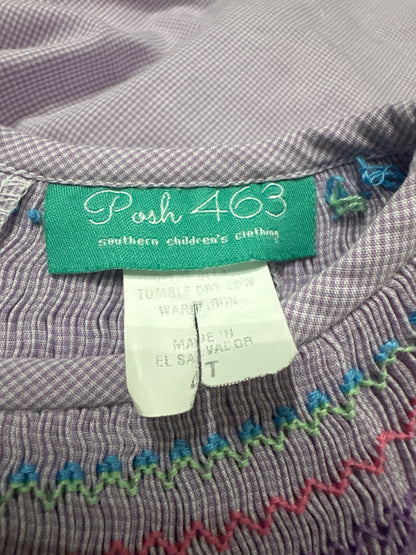 Posh 463
southern children's clothing
TUMBLE DRY LOW
WARM IRON
MADE IN
EL SALVADOR
4T